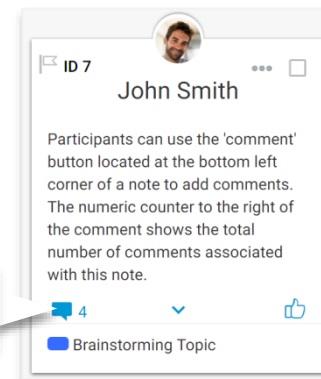 ID 7
John Smith
Participants can use the 'comment'
button located at the bottom left
corner of a note to add comments.
The numeric counter to the right of
the comment shows the total
number of comments associated
with this note.
4
Brainstorming Topic